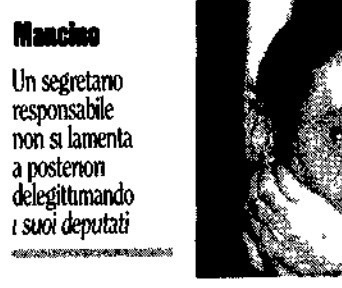 Mancino
Un segretario
responsabile
non si lamenta
a posteriori
delegittimando
i suoi deputati